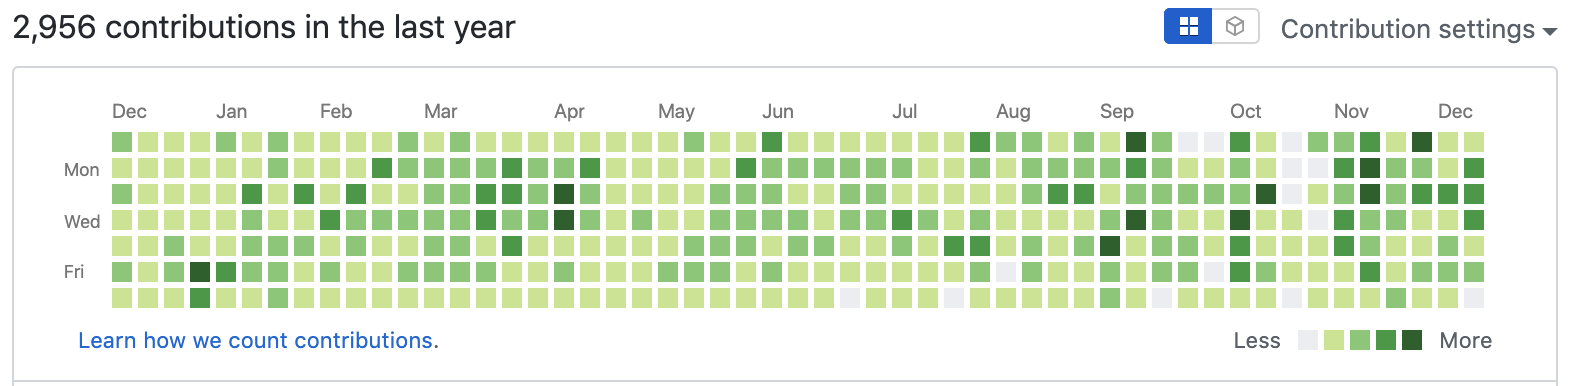 2,956 contributions in the last year
Contribution settings
Dec Jan Feb Mar Apr May Jun Jul Aug Sep Oct Nov Dec
Mon
Wed
Fri
Learn how we count contributions.
Less More